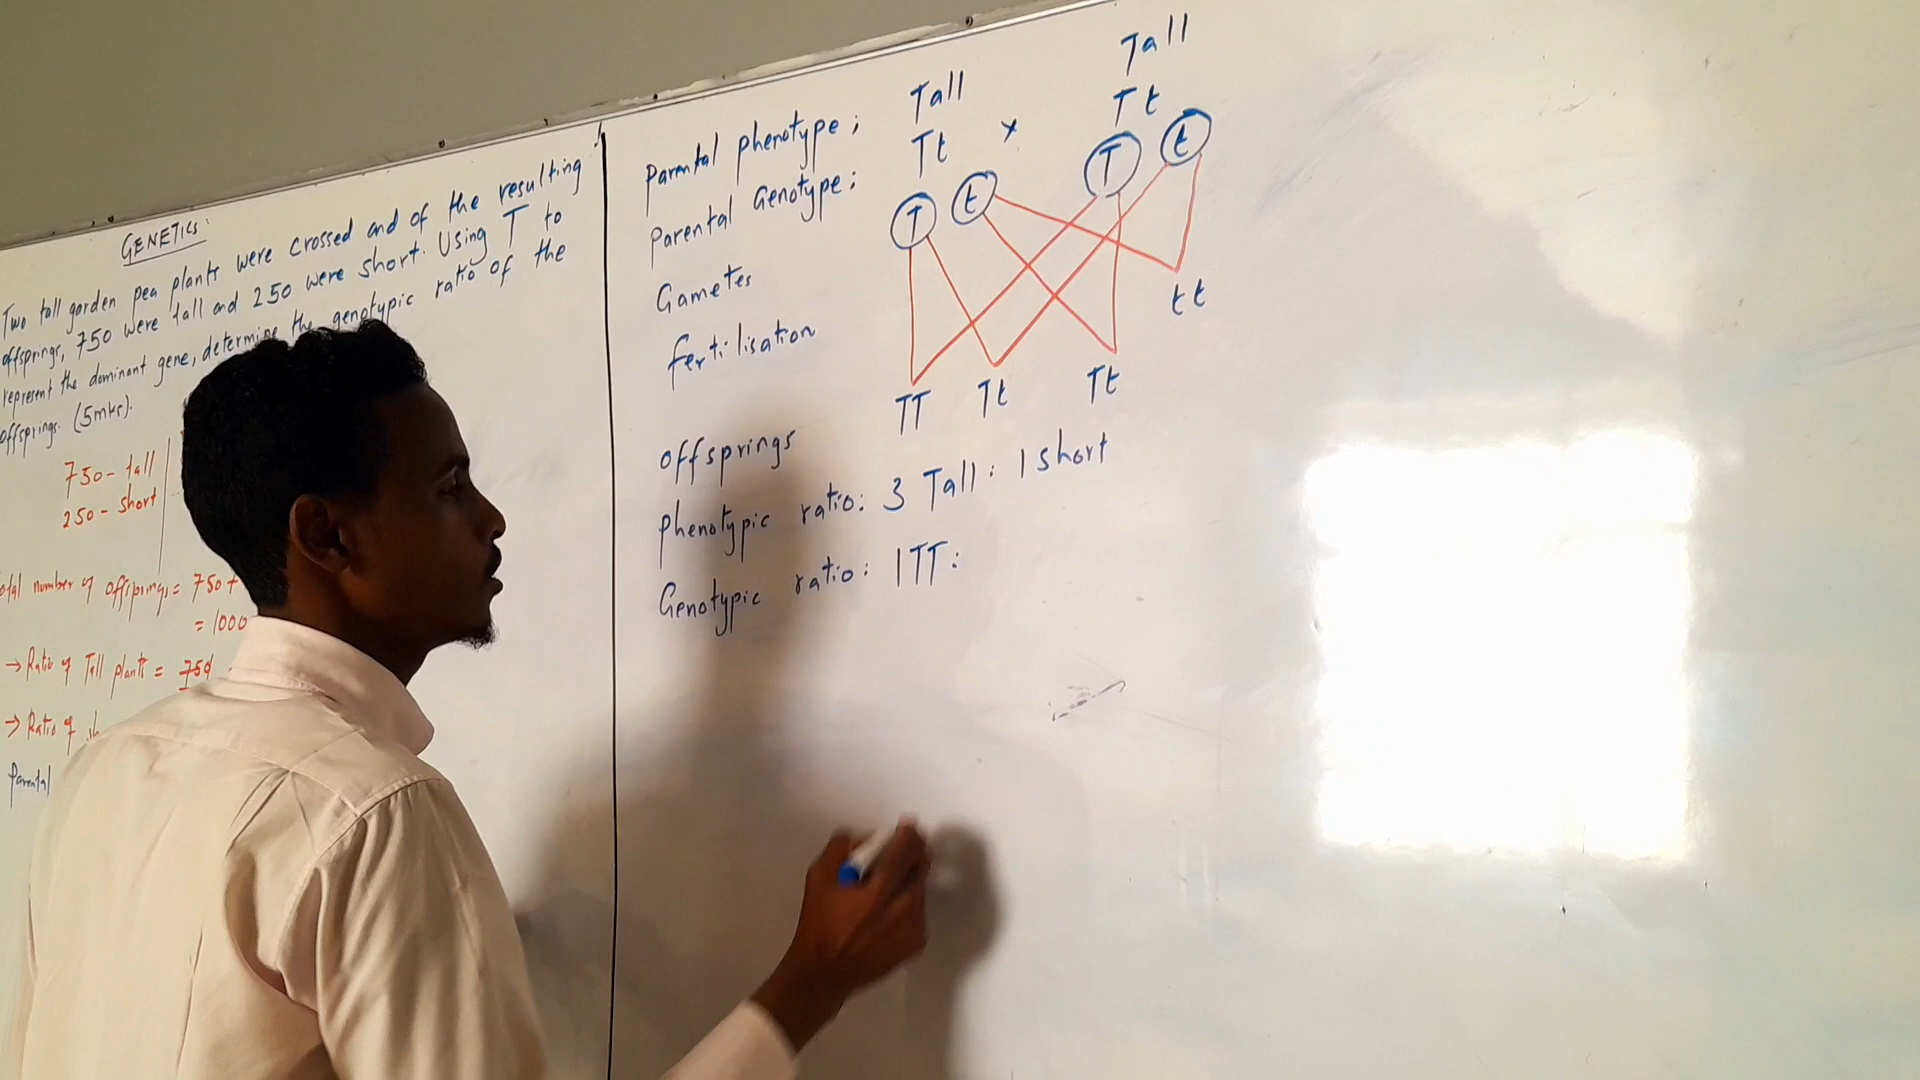 GENETICS:
Two tall garden pea plants were crossed and of the resulting
offsprings, 750 were tall and 250 were short. Using T to
represent the dominant gene, determine the genotypic ratio of the
offsprings. (5mks).
750 - tall
250 - short
otal number of offsprings = 750 +
= 1000
→ Ratio of Tall plants = 750
→ Ratio of sh
Parental
Tall Tall
Parental phenotype;
Tt x Tt
Parental Genotype;
T t T t
Gametes
fertilisation
tt
TT Tt Tt
offsprings
phenotypic ratio: 3 Tall : 1 short
Genotypic ratio: 1TT: